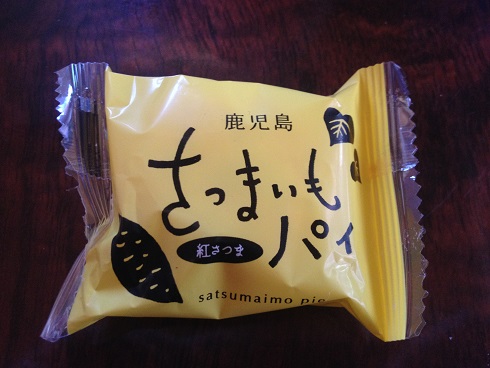 鹿児島
さつまいも
パイ
紅さつま
satsumaimo pie